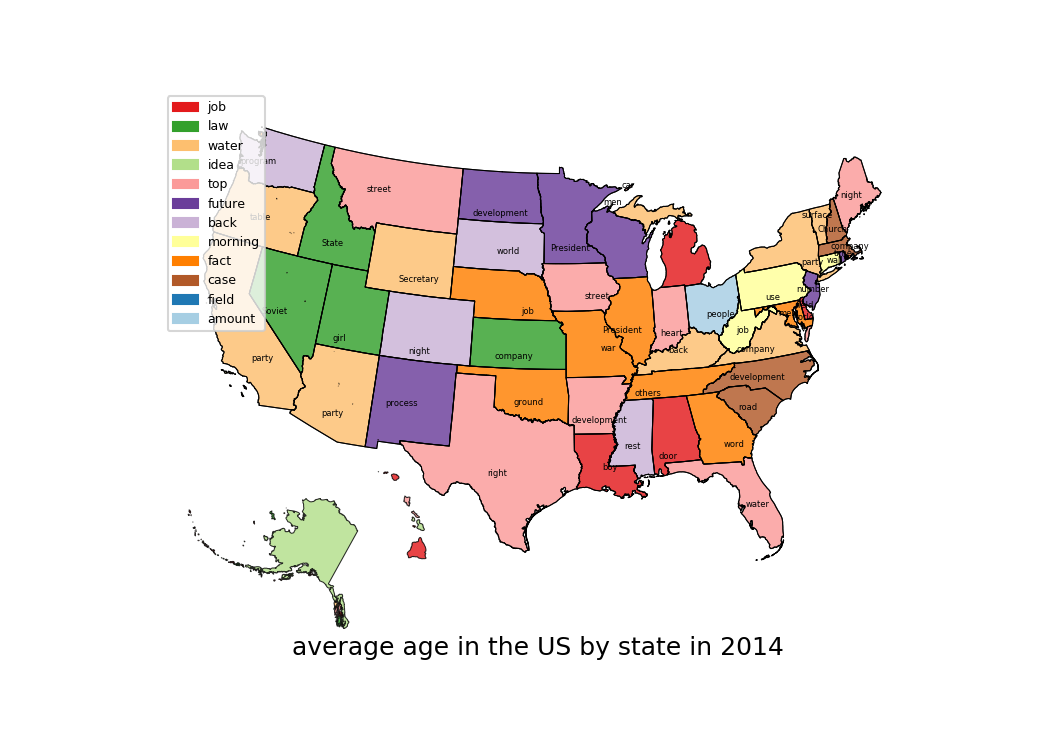 job
law
water
idea
top
future
back
morning
fact
case
field
amount
program
table
Soviet
party
State
girl
party
street
Secretary
night
process
development
world
job
company
ground
right
men
car
President
street
President
war
development
boy
rest
door
heart
back
others
people
job
use
company
development
road
word
water
party
number
surface
Church
company
war
night
average age in the US by state in 2014